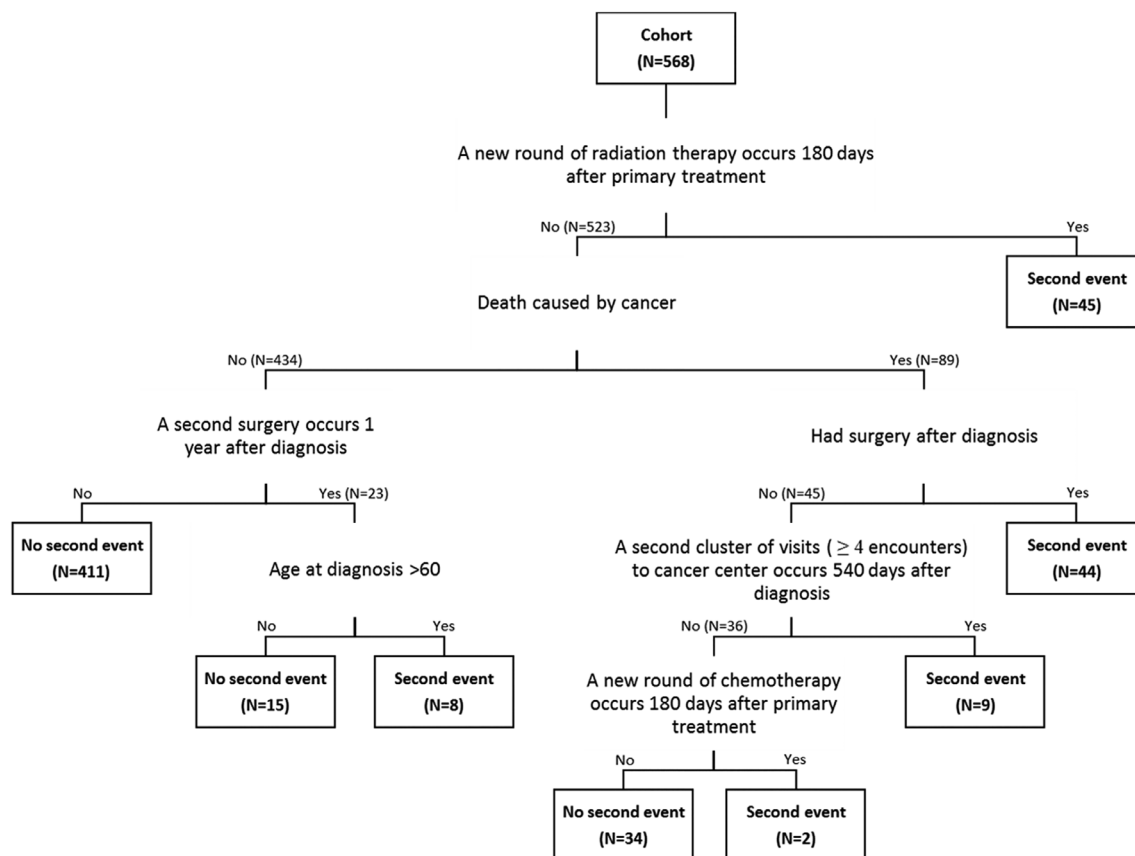 Cohort
(N=568)
A new round of radiation therapy occurs 180 days
after primary treatment
No (N=523)
Yes
Second event
(N=45)
Death caused by cancer
No (N=434)
Yes (N=89)
A second surgery occurs 1
year after diagnosis
Had surgery after diagnosis
No
Yes (N=23)
No (N=45)
Yes
No second event
(N=411)
Age at diagnosis >60
A second cluster of visits ( ≥ 4 encounters)
to cancer center occurs 540 days after
diagnosis
Second event
(N=44)
No
Yes
No (N=36)
Yes
No second event
(N=15)
Second event
(N=8)
A new round of chemotherapy
occurs 180 days after primary
treatment
Second event
(N=9)
No
Yes
No second event
(N=34)
Second event
(N=2)